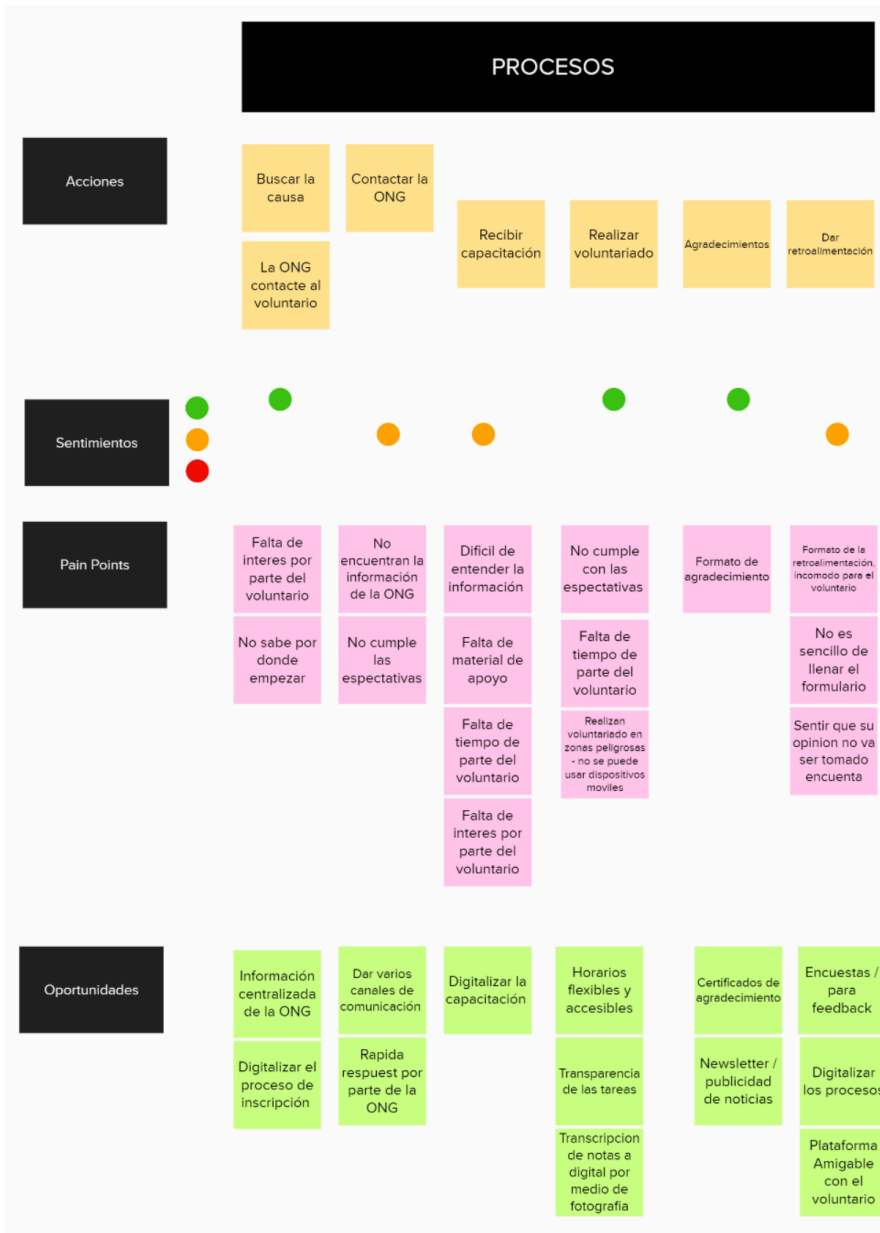 PROCESOS
Acciones
Buscar la
causa
Contactar la
ONG
Recibir
capacitación
Realizar
voluntariado
Agradecimientos
Dar
retroalimentación
La ONG
contacte al
voluntario
Sentimientos
Pain Points
Falta de
interes por
parte del
voluntario
No
encuentran la
información
de la ONG
Dificil de
entender la
información
No cumple
con las
espectativas
Formato de
agradecimiento
Formato de la
retroalimentación,
incomodo para el
voluntario
No sabe por
donde
empezar
No cumple
las
espectativas
Falta de
material de
apoyo
Falta de
tiempo de
parte del
voluntario
No es
sencillo de
llenar el
formulario
Falta de
tiempo de
parte del
voluntario
Realizan
voluntariado en
zonas peligrosas
- no se puede
usar dispositivos
moviles
Sentir que su
opinion no va
ser tomado
encuenta
Falta de
interes por
parte del
voluntario
Oportunidades
Información
centralizada
de la ONG
Dar varios
canales de
comunicación
Digitalizar la
capacitación
Horarios
flexibles y
accesibles
Certificados de
agradecimiento
Encuestas /
para
feedback
Digitalizar el
proceso de
inscripción
Rapida
respuest por
parte de la
ONG
Transparencia
de las tareas
Newsletter /
publicidad
de noticias
Digitalizar
los procesos
Transcripcion
de notas a
digital por
medio de
fotografia
Plataforma
Amigable
con el
voluntario